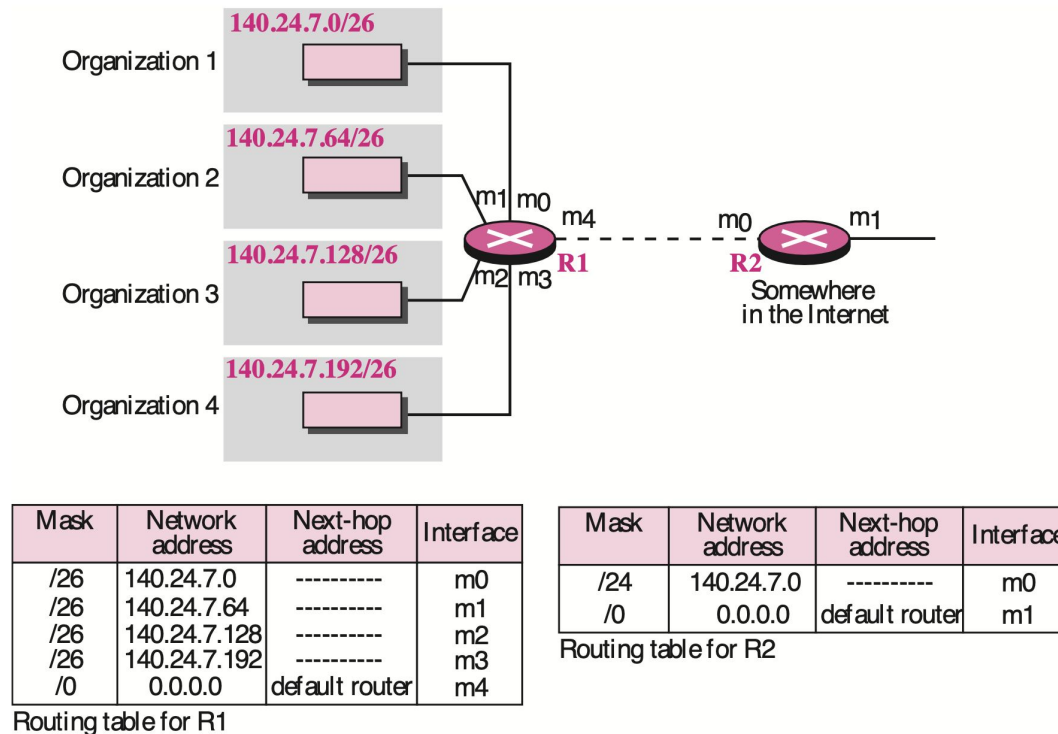 140.24.7.0/26
Organization 1
140.24.7.64/26
Organization 2
m1 m0
m4
m0
m1
140.24.7.128/26
R1
R2
Organization 3
m2 m3
Somewhere
in the Internet
140.24.7.192/26
Organization 4
Mask Network address Next-hop address Interface
/26 140.24.7.0 ---------- m0
/26 140.24.7.64 ---------- m1
/26 140.24.7.128 ---------- m2
/26 140.24.7.192 ---------- m3
/0 0.0.0.0 default router m4
Routing table for R1
Mask Network address Next-hop address Interface
/24 140.24.7.0 ---------- m0
/0 0.0.0.0 default router m1
Routing table for R2